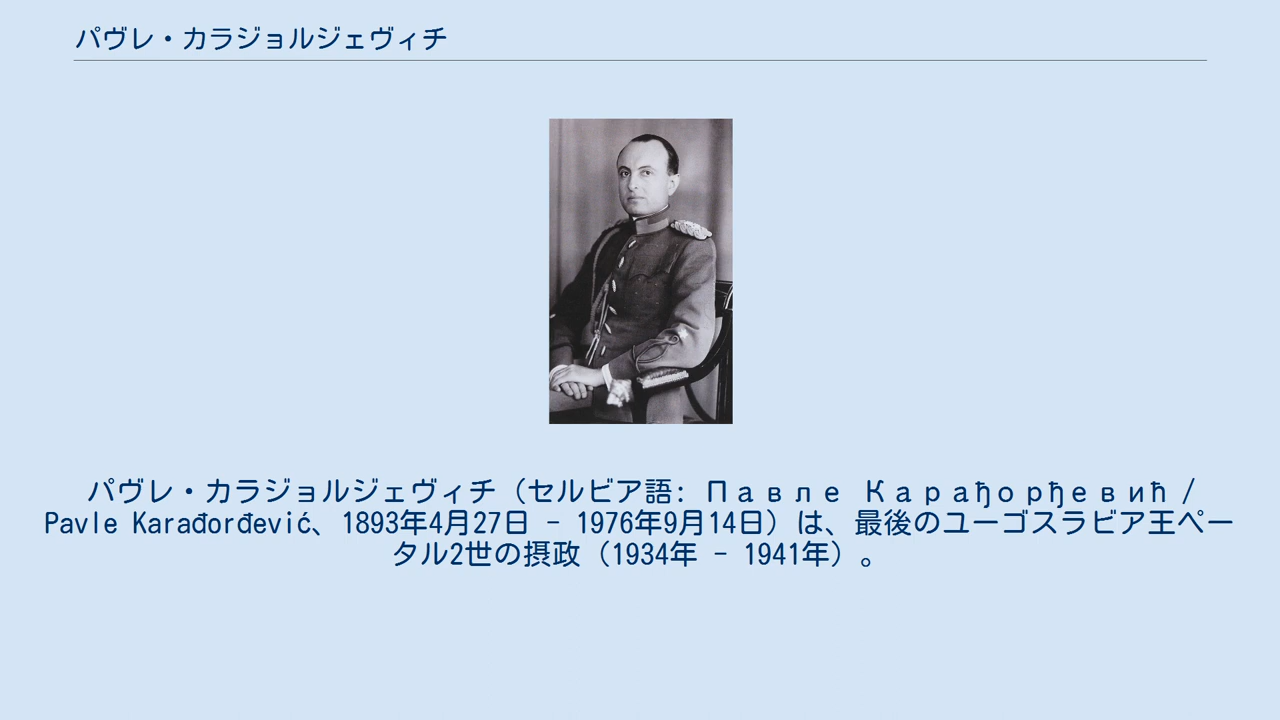 パヴレ・カラジョルジェヴィチ
パヴレ・カラジョルジェヴィチ（セルビア語: Павле Карађорђевић /
Pavle Karađorđević、1893年4月27日 - 1976年9月14日）は、最後のユーゴスラビア王ペー
タル2世の摂政（1934年 - 1941年）。